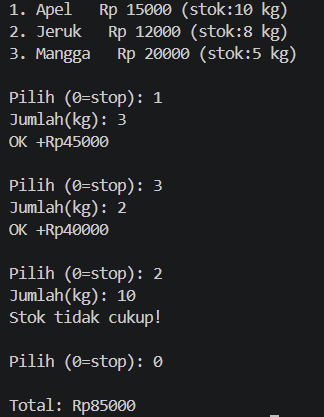 1. Apel   Rp 15000 (stok:10 kg)
2. Jeruk   Rp 12000 (stok:8 kg)
3. Mangga   Rp 20000 (stok:5 kg)

Pilih (0=stop): 1
Jumlah(kg): 3
OK +Rp45000

Pilih (0=stop): 3
Jumlah(kg): 2
OK +Rp40000

Pilih (0=stop): 2
Jumlah(kg): 10
Stok tidak cukup!

Pilih (0=stop): 0

Total: Rp85000